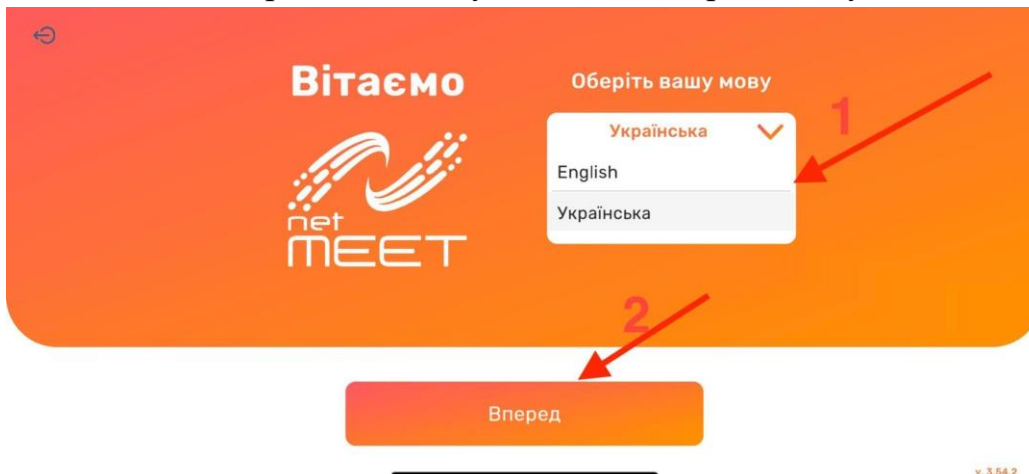 Вітаємо
Оберіть вашу мову
1
Українська
English
Українська
net
MEET
2
Вперед
v. 3.54.2